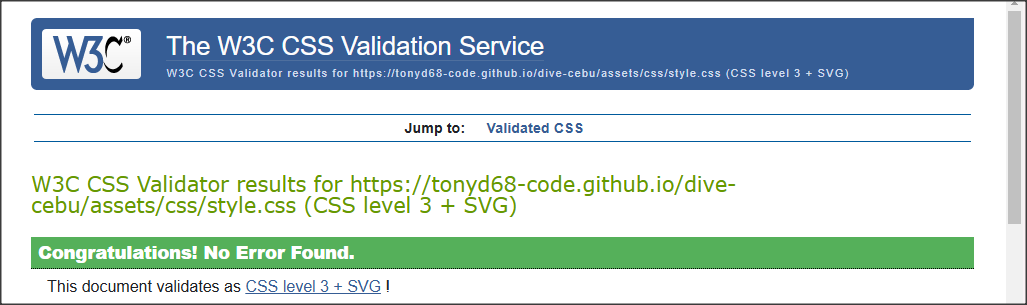 W3C®
The W3C CSS Validation Service
W3C CSS Validator results for https://tonyd68-code.github.io/dive-cebu/assets/css/style.css (CSS level 3 + SVG)
Jump to: Validated CSS
W3C CSS Validator results for https://tonyd68-code.github.io/dive-
cebu/assets/css/style.css (CSS level 3 + SVG)
Congratulations! No Error Found.
This document validates as CSS level 3 + SVG !